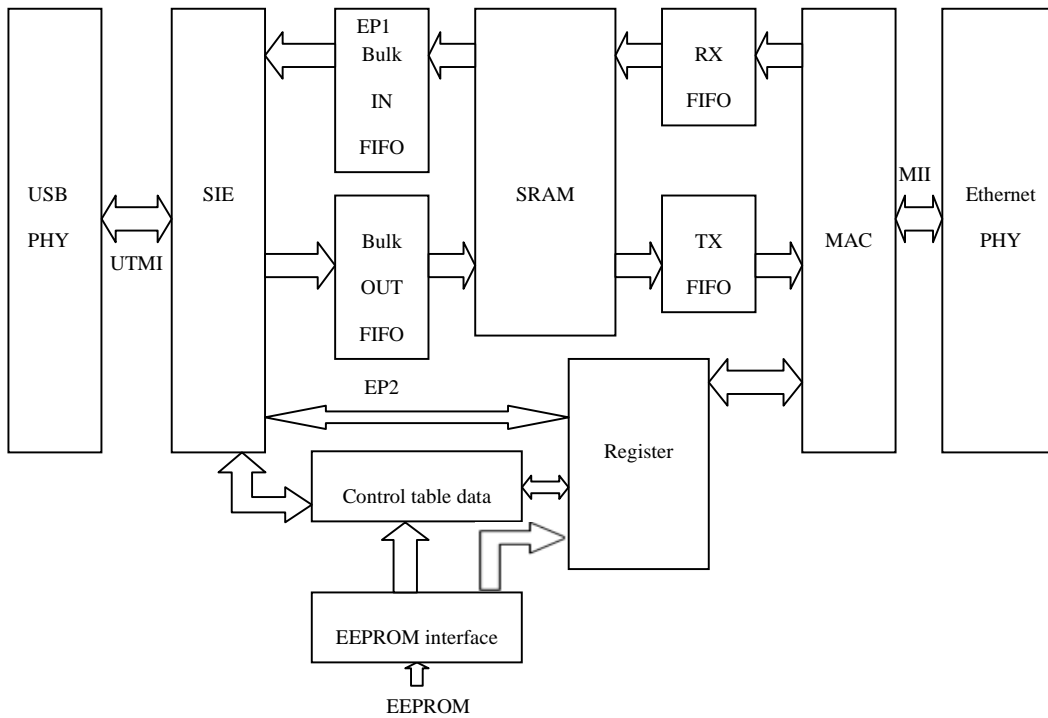 EP1
Bulk
IN
FIFO
RX
FIFO
USB
PHY
UTMI
SIE
SRAM
MAC
MII
Ethernet
PHY
Bulk
OUT
FIFO
TX
FIFO
EP2
Register
Control table data
EEPROM interface
EEPROM